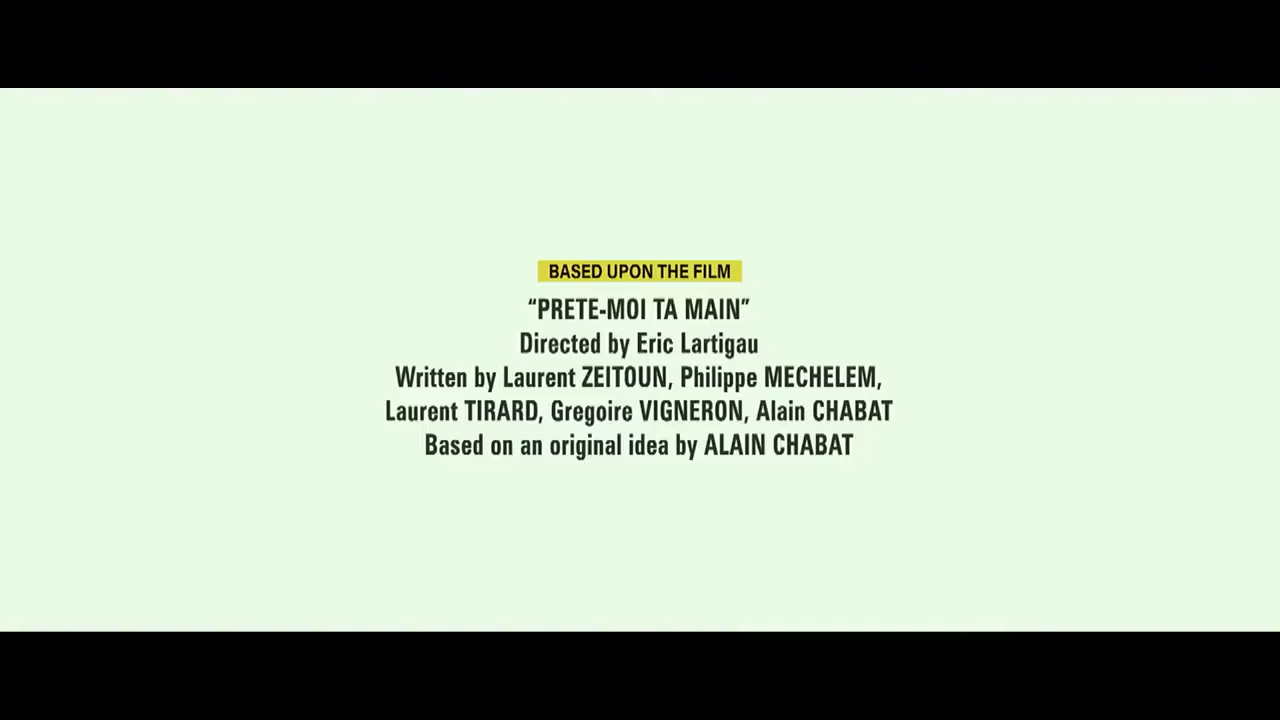 BASED UPON THE FILM
“PRETE-MOI TA MAIN”
Directed by Eric Lartigau
Written by Laurent ZEITOUN, Philippe MECHELEM,
Laurent TIRARD, Gregoire VIGNERON, Alain CHABAT
Based on an original idea by ALAIN CHABAT